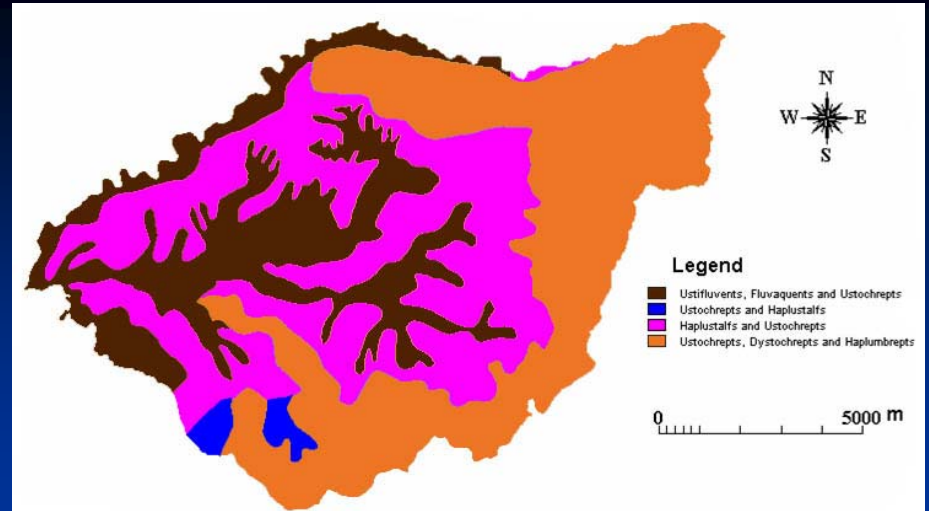 N
W E
S
Legend
Ustifluvents, Fluvaquents and Ustochrepts
Ustochrepts and Haplustalfs
Haplustalfs and Ustochrepts
Ustochrepts, Dystochrepts and Haplumbrepts
0 5000 m